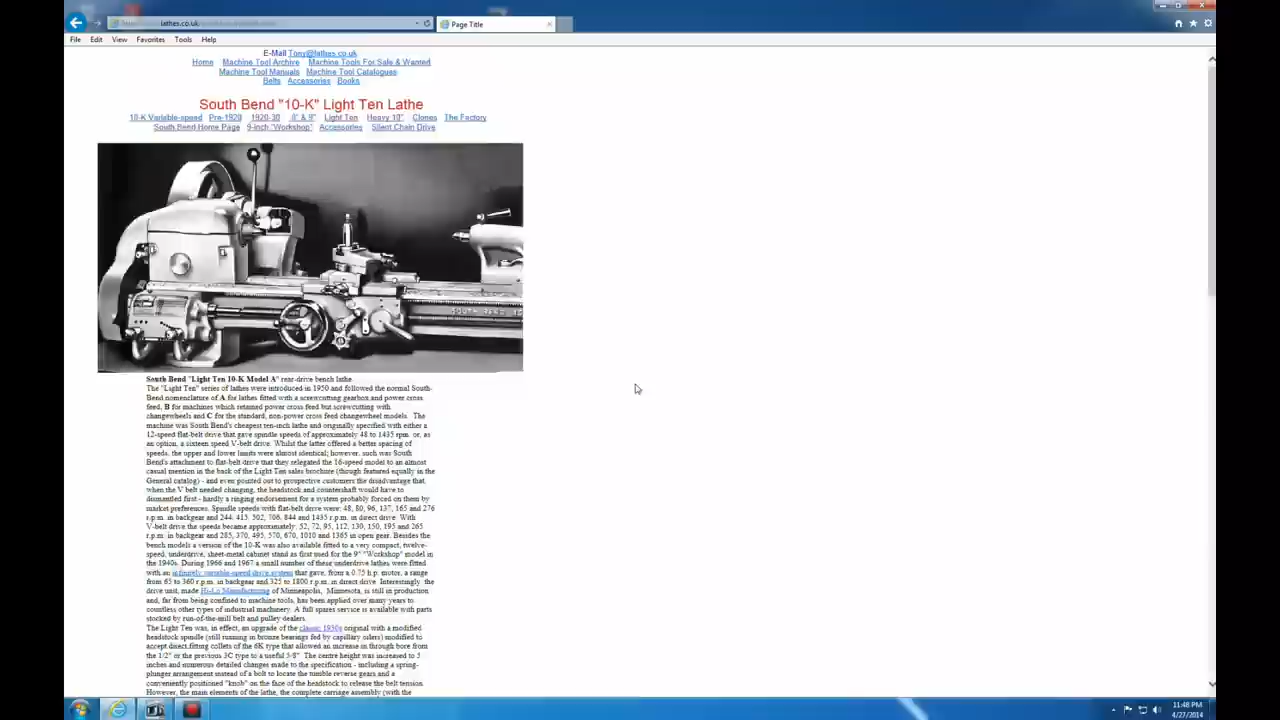 lathes.co.uk
Page Title
File Edit View Favorites Tools Help
E-Mail Tony@lathes.co.uk
Home Machine Tool Archive Machine Tools For Sale & Wanted
Machine Tool Manuals Machine Tool Catalogues
Belts Accessories Books
South Bend "10-K" Light Ten Lathe
10-K Variable-speed Pre-1920 1920-30 8" & 9" Light Ten Heavy 10" Clones The Factory
South Bend Home Page 9-inch "Workshop" Accessories Silent Chain Drive
SOUTH BEND
South Bend "Light Ten 10-K Model A" rear-drive bench lathe.
The "Light Ten" series of lathes were introduced in 1950 and followed the normal South-
Bend nomenclature of A for lathes fitted with a screwcutting gearbox and power cross
feed, B for machines which retained power cross feed but screwcutting with
changewheels and C for the standard, non-power cross feed changewheel models. The
machine was South Bend's cheapest ten-inch lathe and originally specified with either a
12-speed flat-belt drive that gave spindle speeds of approximately 48 to 1435 rpm. or, as
an option, a sixteen speed V-belt drive. Whilst the latter offered a better spacing of
speeds, the upper and lower limits were almost identical; however, such was South
Bend's attachment to flat-belt drive that they relegated the 16-speed model to an almost
casual mention in the back of the Light Ten sales brochure (though featured equally in the
General catalog) - and even pointed out to prospective customers the disadvantage that
when the V belt needed changing, the headstock and countershaft would have to
dismantled first - hardly a ringing endorsement for a system probably forced on them by
market preferences. Spindle speeds with flat-belt drive were: 48, 80, 96, 137, 165 and 276
r.p.m. in backgear and 244. 415. 502, 706, 844 and 1435 r.p.m. in direct drive. With
V-belt drive the speeds became approximately: 52, 72, 95, 112, 130, 150, 195 and 265
r.p.m. in backgear and 285, 370, 495, 570, 670, 1010 and 1365 in open gear. Besides the
bench models a version of the 10-K was also available fitted to a very compact, twelve-
speed, underdrive, sheet-metal cabinet stand as first used for the 9" "Workshop" model in
the 1940s. During 1966 and 1967 a small number of these underdrive lathes were fitted
with an infinitely variable-speed drive system that gave, from a 0.75 h.p. motor, a range
from 65 to 360 r.p.m. in backgear and 325 to 1800 r.p.m. in direct drive. Interestingly, the
drive unit, made Hi-Lo Manufacturing of Minneapolis, Minnesota, is still in production
and, far from being confined to machine tools, has been applied over many years to
countless other types of industrial machinery. A full spares service is available with parts
stocked by run-of-the-mill belt and pulley dealers.
The Light Ten was, in effect, an upgrade of the classic 1930s original with a modified
headstock spindle (still running in bronze bearings fed by capillary oilers) modified to
accept direct fitting collets of the 6K type that allowed an increase in through bore from
the 1/2" or the previous 3C type to a useful 5/8" The centre height was increased to 5
inches and numerous detailed changes made to the specification - including a spring-
plunger arrangement instead of a bolt to locate the tumble reverse gears and a
conveniently positioned "knob" on the face of the headstock to release the belt tension.
However, the main elements of the lathe, the complete carriage assembly (with the
11:48 PM
4/27/2014